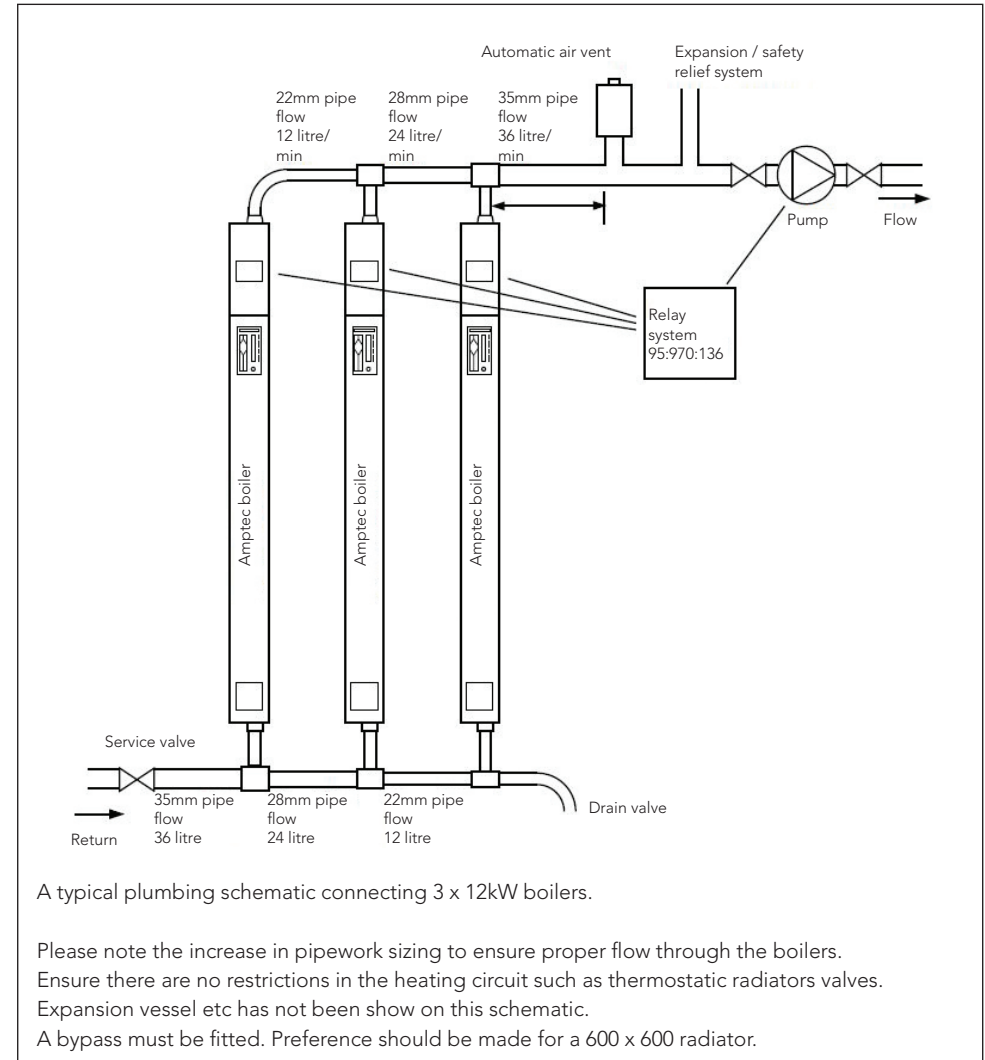 Automatic air vent
Expansion / safety
relief system
22mm pipe
flow
12 litre/
min
28mm pipe
flow
24 litre/
min
35mm pipe
flow
36 litre/
min
Pump
Flow
Relay
system
95:970:136
Amptec boiler
Amptec boiler
Amptec boiler
Service valve
Return
35mm pipe
flow
36 litre
28mm pipe
flow
24 litre
22mm pipe
flow
12 litre
Drain valve
A typical plumbing schematic connecting 3 x 12kW boilers.
Please note the increase in pipework sizing to ensure proper flow through the boilers.
Ensure there are no restrictions in the heating circuit such as thermostatic radiators valves.
Expansion vessel etc has not been show on this schematic.
A bypass must be fitted. Preference should be made for a 600 x 600 radiator.